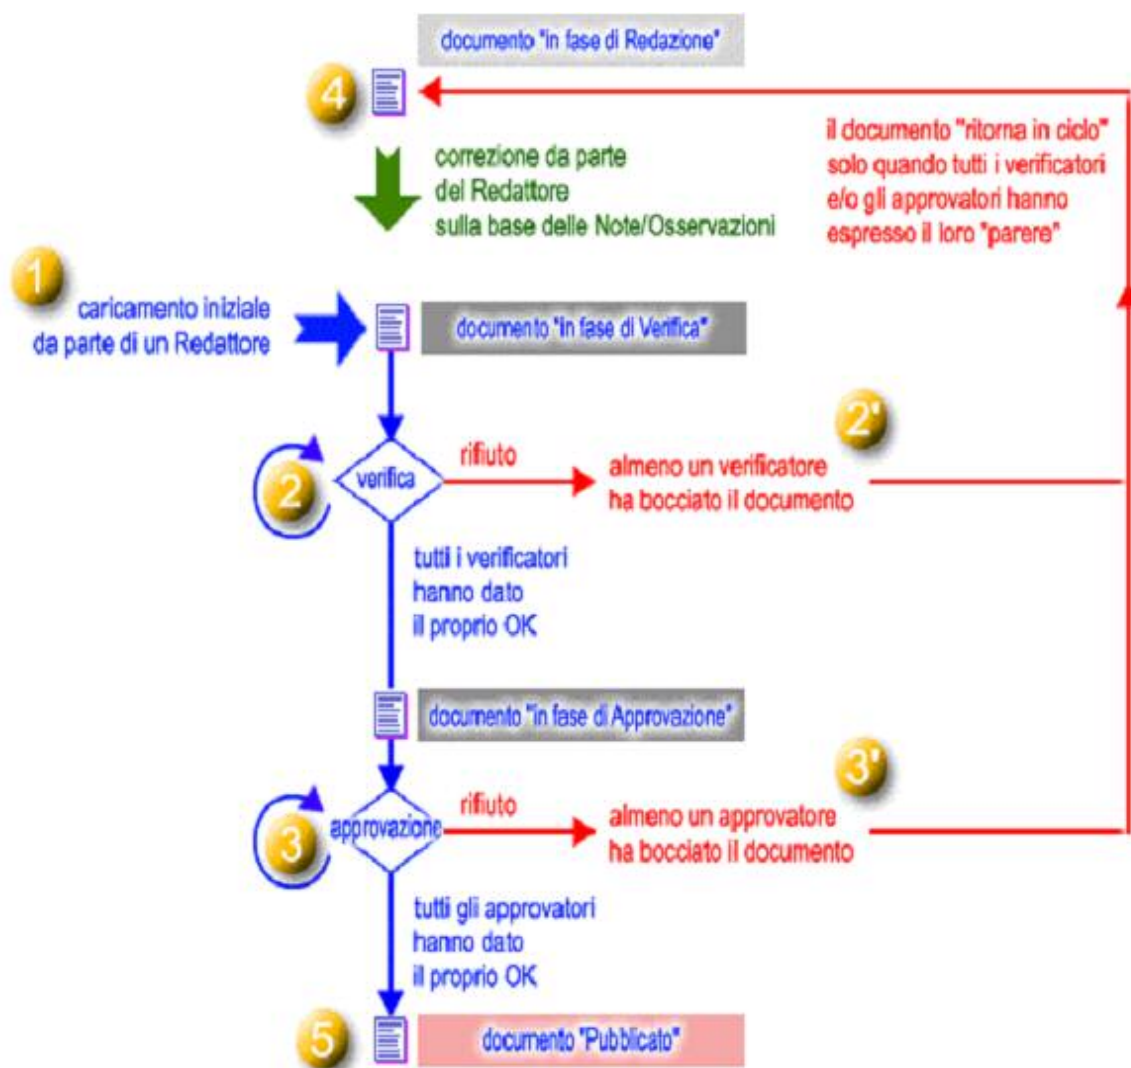 documento "in fase di Redazione"
4
il documento "ritorna in ciclo"
solo quando tutti i verificatori
e/o gli approvatori hanno
espresso il loro "parere"
correzione da parte
del Redattore
sulla base delle Note/Osservazioni
1
caricamento iniziale
da parte di un Redattore
documento "in fase di Verifica"
2'
2
verifica
rifiuto
almeno un verificatore
ha bocciato il documento
tutti i verificatori
hanno dato
il proprio OK
documento "in fase di Approvazione"
3'
3
approvazione
rifiuto
almeno un approvatore
ha bocciato il documento
tutti gli approvatori
hanno dato
il proprio OK
5
documento "Pubblicato"